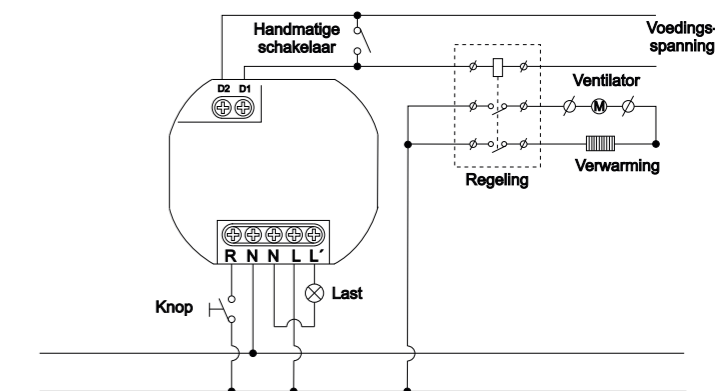 Handmatige
schakelaar
Voedings-
spanning
D2 D1
Ventilator
M
Verwarming
Regeling
R N N L L´
Knop
Last